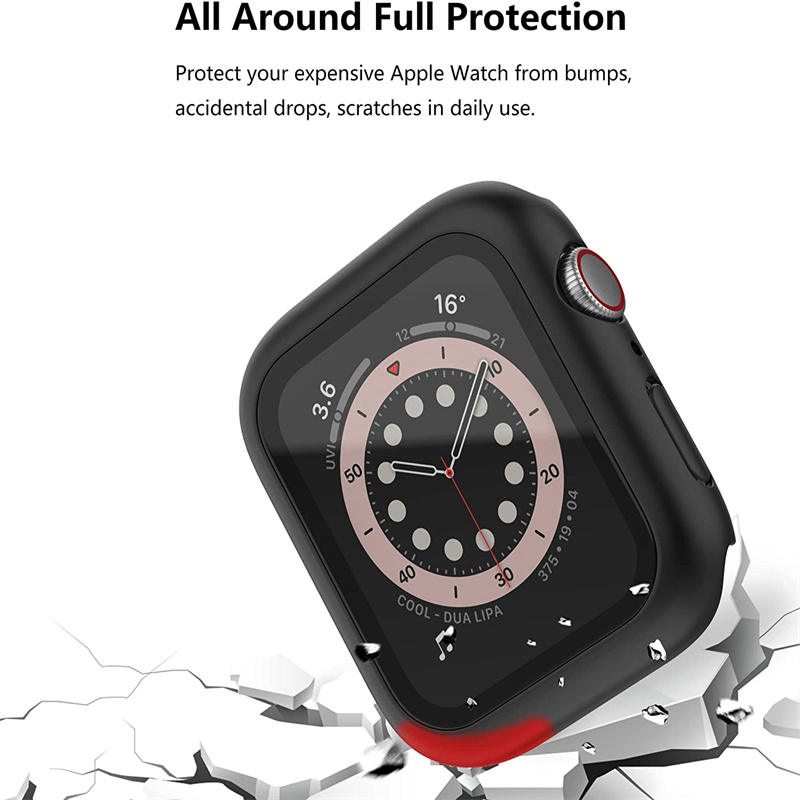 All Around Full Protection
Protect your expensive Apple Watch from bumps,
accidental drops, scratches in daily use.
16°
12
21
3.6
UVI
10
20
30
40
50
375 • 19 • 04
COOL - DUA LIPA